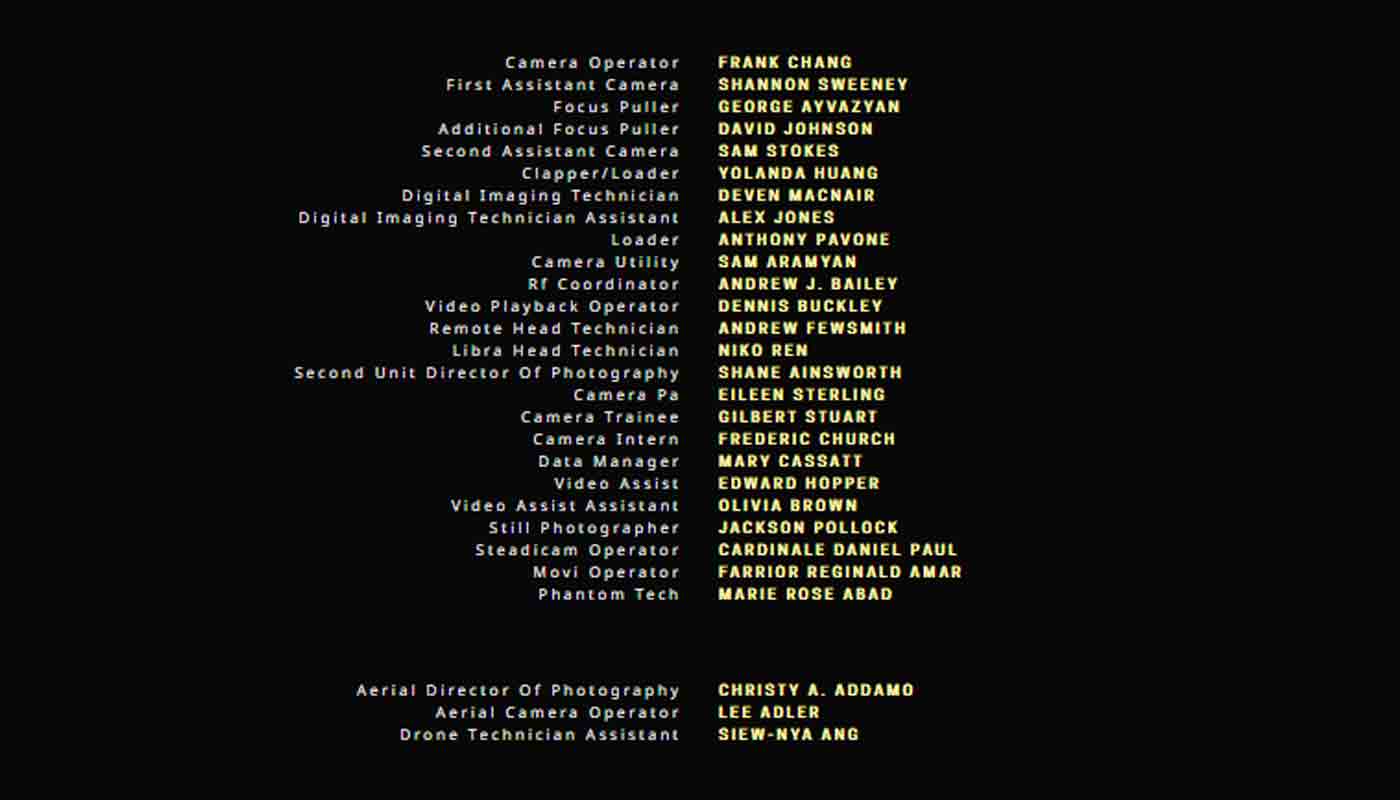 Camera Operator FRANK CHANG
First Assistant Camera SHANNON SWEENEY
Focus Puller GEORGE AYVAZYAN
Additional Focus Puller DAVID JOHNSON
Second Assistant Camera SAM STOKES
Clapper/Loader YOLANDA HUANG
Digital Imaging Technician DEVEN MACNAIR
Digital Imaging Technician Assistant ALEX JONES
Loader ANTHONY PAVONE
Camera Utility SAM ARAMYAN
Rf Coordinator ANDREW J. BAILEY
Video Playback Operator DENNIS BUCKLEY
Remote Head Technician ANDREW FEWSMITH
Libra Head Technician NIKO REN
Second Unit Director Of Photography SHANE AINSWORTH
Camera Pa EILEEN STERLING
Camera Trainee GILBERT STUART
Camera Intern FREDERIC CHURCH
Data Manager MARY CASSATT
Video Assist EDWARD HOPPER
Video Assist Assistant OLIVIA BROWN
Still Photographer JACKSON POLLOCK
Steadicam Operator CARDINALE DANIEL PAUL
Movi Operator FARRIOR REGINALD AMAR
Phantom Tech MARIE ROSE ABAD
Aerial Director Of Photography CHRISTY A. ADDAMO
Aerial Camera Operator LEE ADLER
Drone Technician Assistant SIEW-NYA ANG